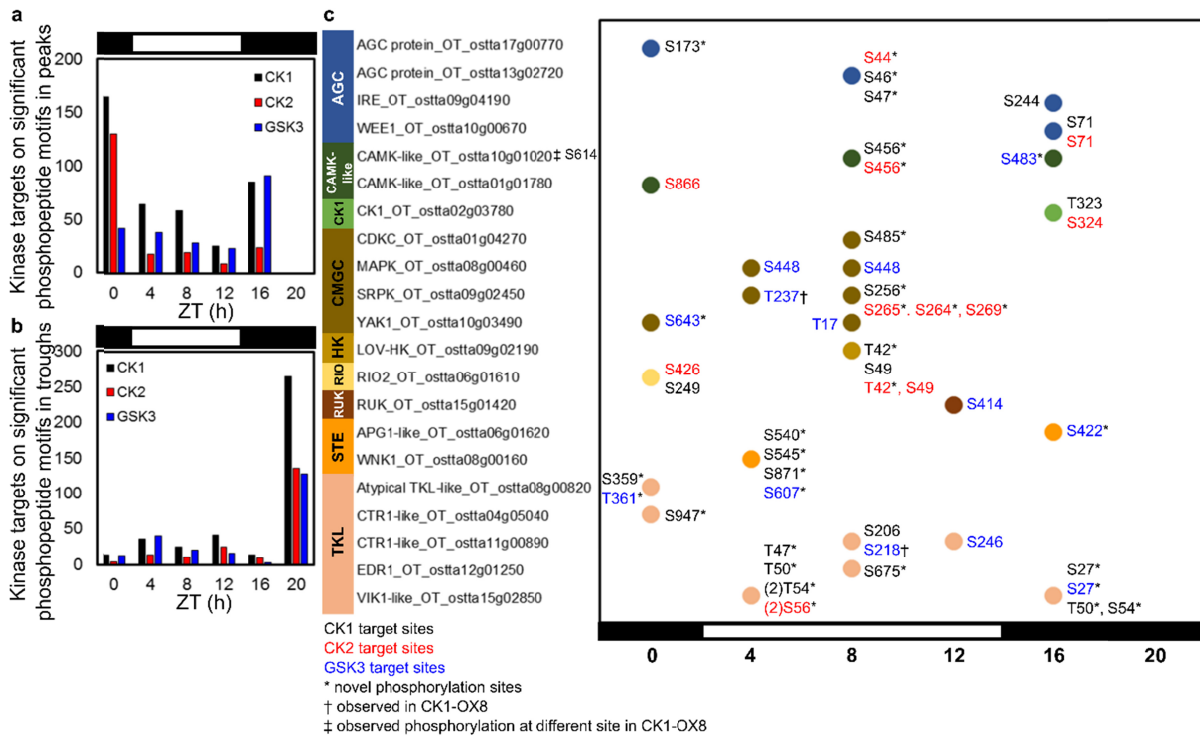 a
Kinase targets on significant
phosphopeptide motifs in peaks
200
150
100
50
0
CK1
CK2
GSK3
0 4 8 12 16 20
ZT (h)
b
Kinase targets on significant
phosphopeptide motifs in troughs
300
250
200
150
100
50
0
CK1
CK2
GSK3
0 4 8 12 16 20
ZT (h)
c
AGC
AGC protein_OT_ostta17g00770
AGC protein_OT_ostta13g02720
IRE_OT_ostta09g04190
WEE1_OT_ostta10g00670
CAMK-
like
CAMK-like_OT_ostta10g01020‡ S614
CAMK-like_OT_ostta01g01780
CK1
CK1_OT_ostta02g03780
CMGC
CDKC_OT_ostta01g04270
MAPK_OT_ostta08g00460
SRPK_OT_ostta09g02450
YAK1_OT_ostta10g03490
HK
LOV-HK_OT_ostta09g02190
RIO
RIO2_OT_ostta06g01610
RUK
RUK_OT_ostta15g01420
STE
APG1-like_OT_ostta06g01620
WNK1_OT_ostta08g00160
TKL
Atypical TKL-like_OT_ostta08g00820
CTR1-like_OT_ostta04g05040
CTR1-like_OT_ostta11g00890
EDR1_OT_ostta12g01250
VIK1-like_OT_ostta15g02850
S173*
S44*
S46*
S47*
S244
S71
S71
S456*
S456*
S483*
S866
T323
S324
S485*
S448
S448
T237†
S256*
S265*. S264*, S269*
S643*
T17
T42*
S49
T42*, S49
S426
S249
S414
S422*
S540*
S545*
S871*
S607*
S359*
T361*
S947*
S206
S218†
S675*
S246
T47*
T50*
(2)T54*
(2)S56*
S27*
S27*
T50*, S54*
0 4 8 12 16 20
CK1 target sites
CK2 target sites
GSK3 target sites
* novel phosphorylation sites
† observed in CK1-OX8
‡ observed phosphorylation at different site in CK1-OX8